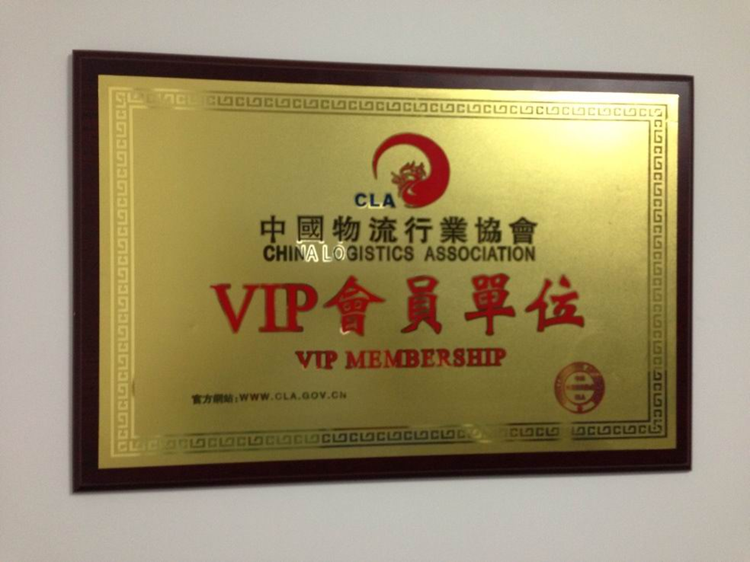 CLA
中國物流行業協會
CHINA LOGISTICS ASSOCIATION
VIP會員單位
VIP MEMBERSHIP
官方網站:WWW.CLA.GOV.CN
CLA